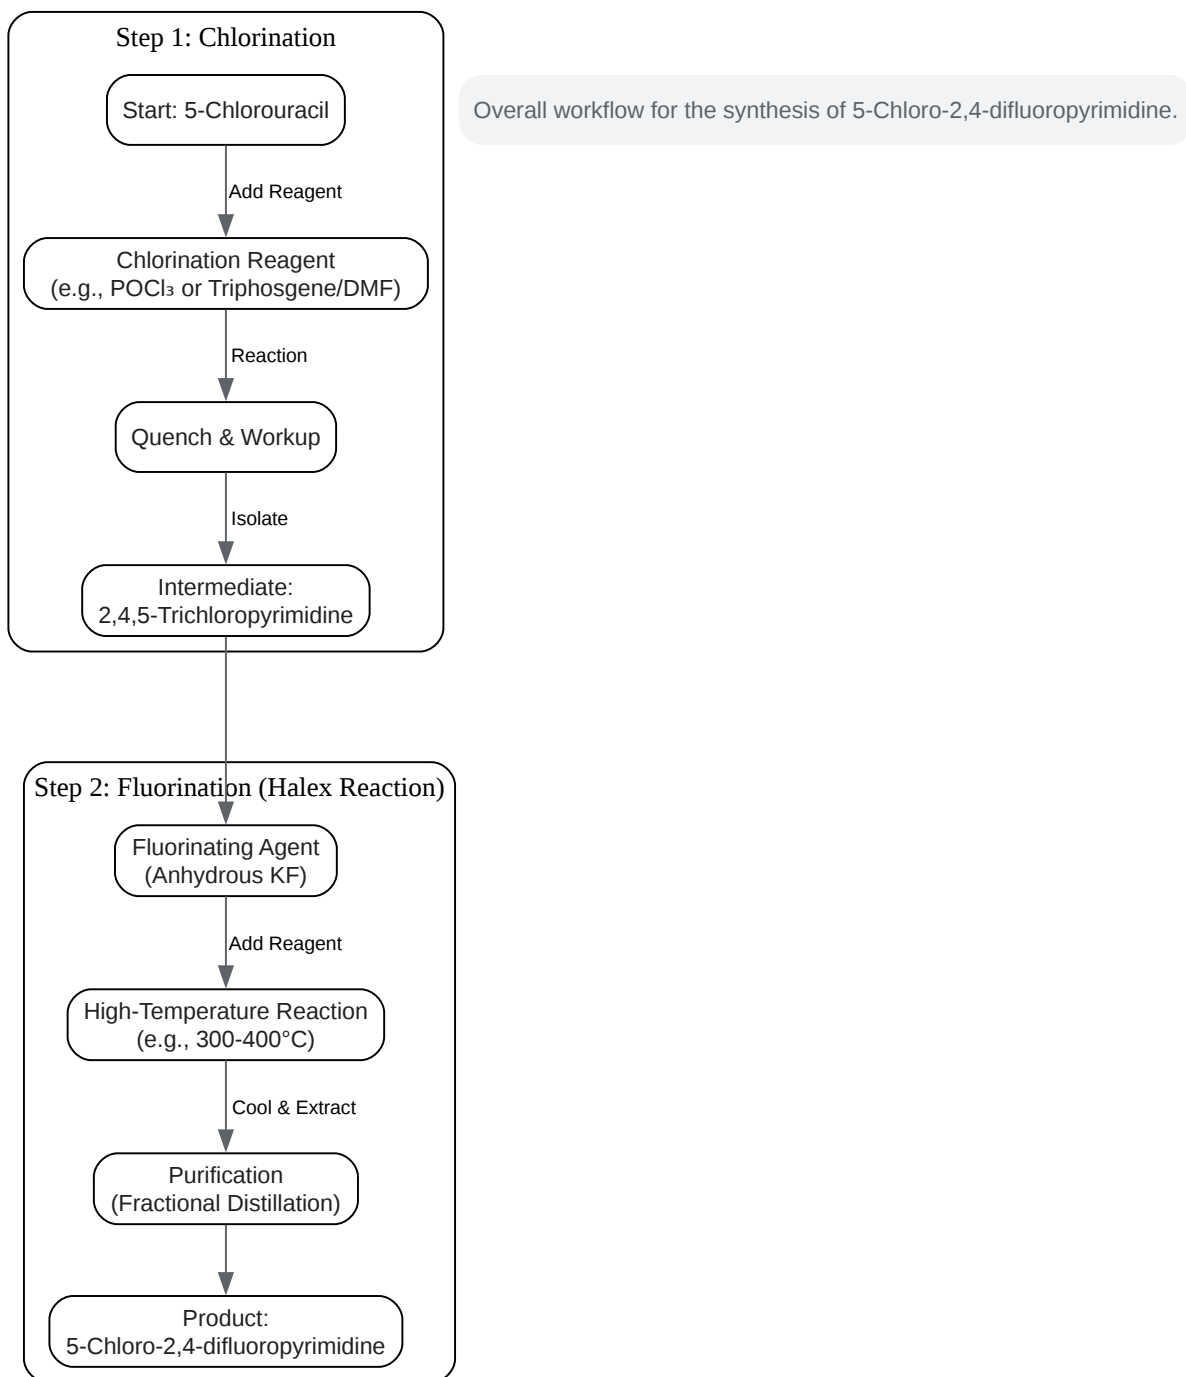 Step 1: Chlorination
Start: 5-Chlorouracil
Overall workflow for the synthesis of 5-Chloro-2,4-difluoropyrimidine.
Add Reagent
Chlorination Reagent
(e.g., POCl₃ or Triphosgene/DMF)
Reaction
Quench & Workup
Isolate
Intermediate:
2,4,5-Trichloropyrimidine
Step 2: Fluorination (Halex Reaction)
Fluorinating Agent
(Anhydrous KF)
Add Reagent
High-Temperature Reaction
(e.g., 300-400°C)
Cool & Extract
Purification
(Fractional Distillation)
Product:
5-Chloro-2,4-difluoropyrimidine